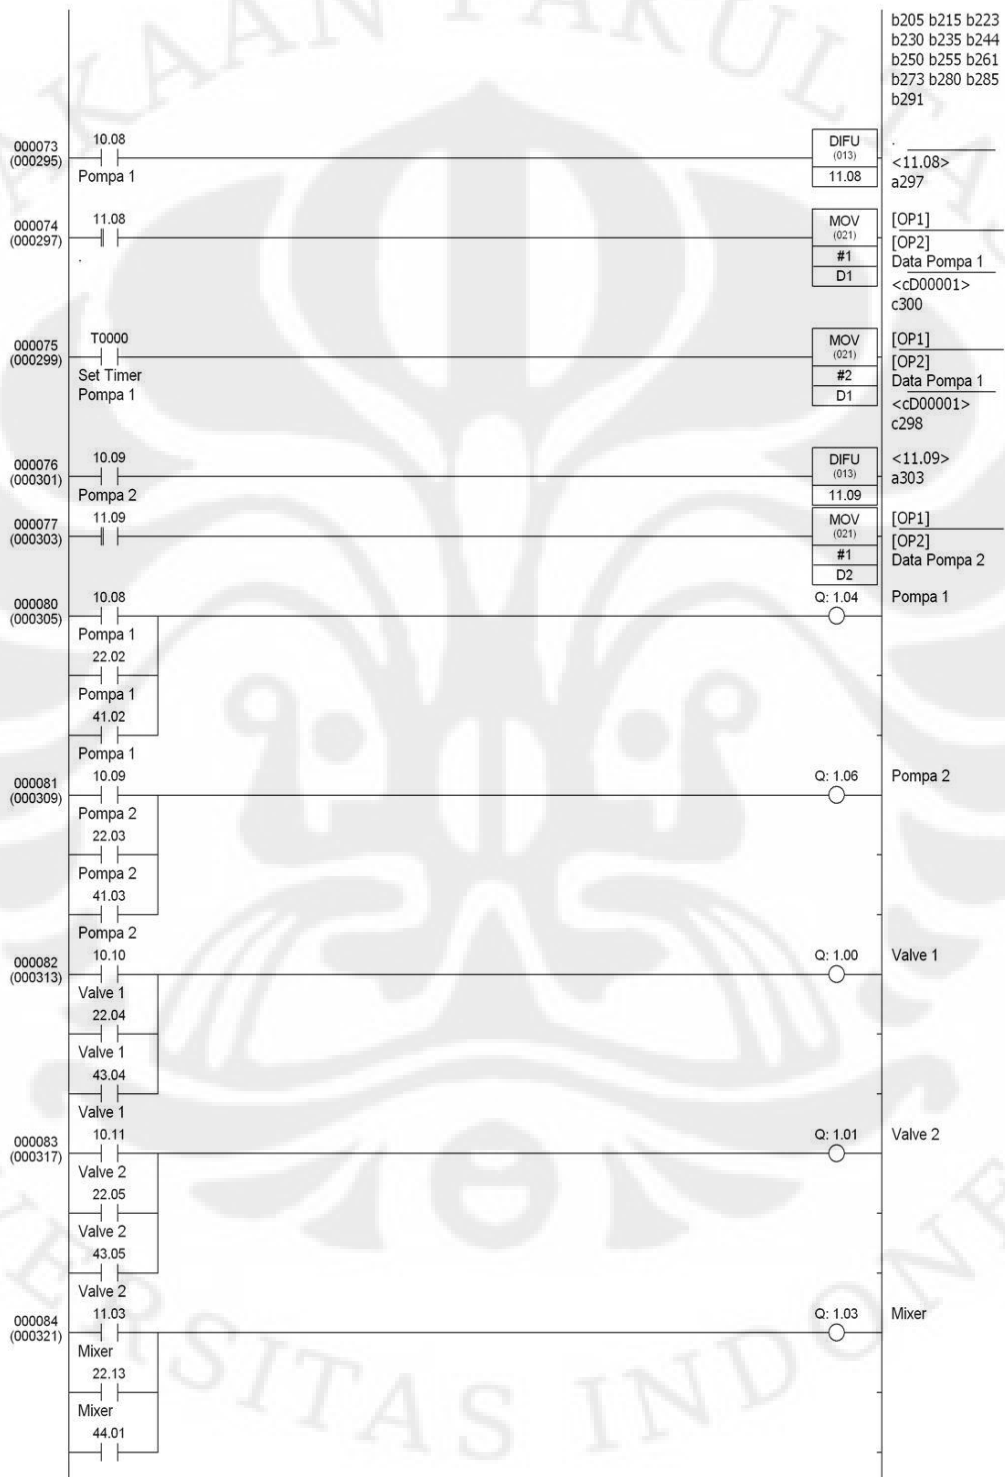 b205 b215 b223
b230 b235 b244
b250 b255 b261
b273 b280 b285
b291
000073
(000295)
10.08
Pompa 1
DIFU
(013)
11.08
<11.08>
a297
000074
(000297)
11.08
MOV
(021)
#1
D1
[OP1]
[OP2]
Data Pompa 1
<cD00001>
c300
000075
(000299)
T0000
Set Timer
Pompa 1
MOV
(021)
#2
D1
[OP1]
[OP2]
Data Pompa 1
<cD00001>
c298
000076
(000301)
10.09
Pompa 2
DIFU
(013)
11.09
<11.09>
a303
000077
(000303)
11.09
MOV
(021)
#1
D2
[OP1]
[OP2]
Data Pompa 2
000080
(000305)
10.08
Pompa 1
22.02
Pompa 1
41.02
Pompa 1
Q: 1.04
Pompa 1
000081
(000309)
10.09
Pompa 2
22.03
Pompa 2
41.03
Pompa 2
Q: 1.06
Pompa 2
000082
(000313)
10.10
Valve 1
22.04
Valve 1
43.04
Valve 1
Q: 1.00
Valve 1
000083
(000317)
10.11
Valve 2
22.05
Valve 2
43.05
Valve 2
Q: 1.01
Valve 2
000084
(000321)
11.03
Mixer
22.13
Mixer
44.01
Q: 1.03
Mixer